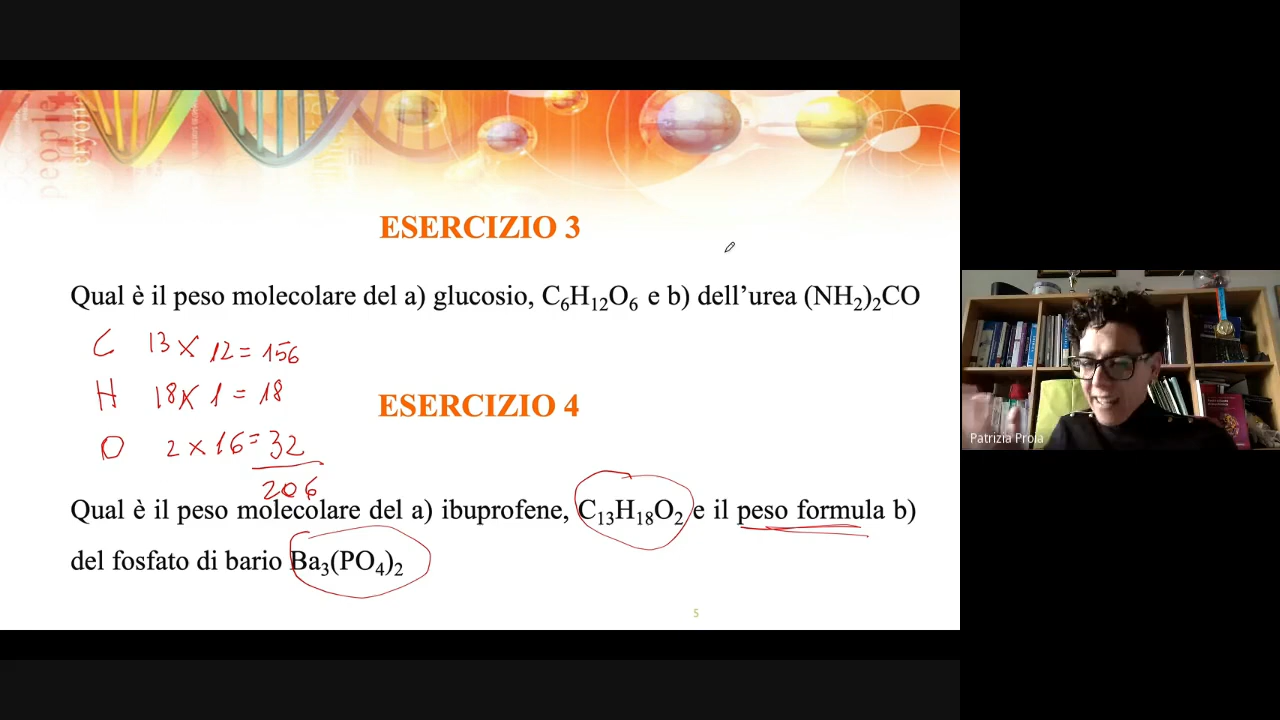 people
everyone
ESERCIZIO 3
Qual è il peso molecolare del a) glucosio, C₆H₁₂O₆ e b) dell’urea (NH₂)₂CO
C 13 x 12 = 156
H 18 x 1 = 18
ESERCIZIO 4
O 2 x 16 = 32
206
Qual è il peso molecolare del a) ibuprofene, C₁₃H₁₈O₂ e il peso formula b)
del fosfato di bario Ba₃(PO₄)₂
5
Patrizia Proia